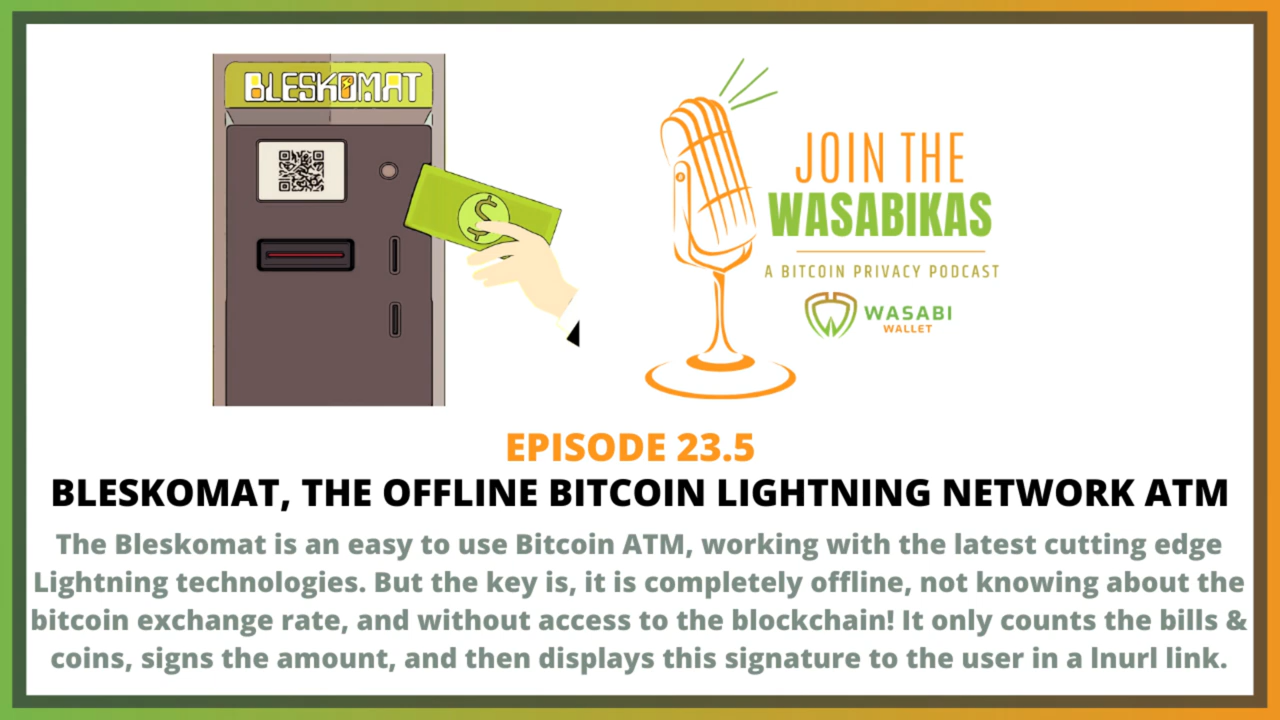 BLESKOMAT
JOIN THE
WASABIKAS
A BITCOIN PRIVACY PODCAST
WASABI
WALLET
EPISODE 23.5
BLESKOMAT, THE OFFLINE BITCOIN LIGHTNING NETWORK ATM
The Bleskomat is an easy to use Bitcoin ATM, working with the latest cutting edge
Lightning technologies. But the key is, it is completely offline, not knowing about the
bitcoin exchange rate, and without access to the blockchain! It only counts the bills &
coins, signs the amount, and then displays this signature to the user in a lnurl link.